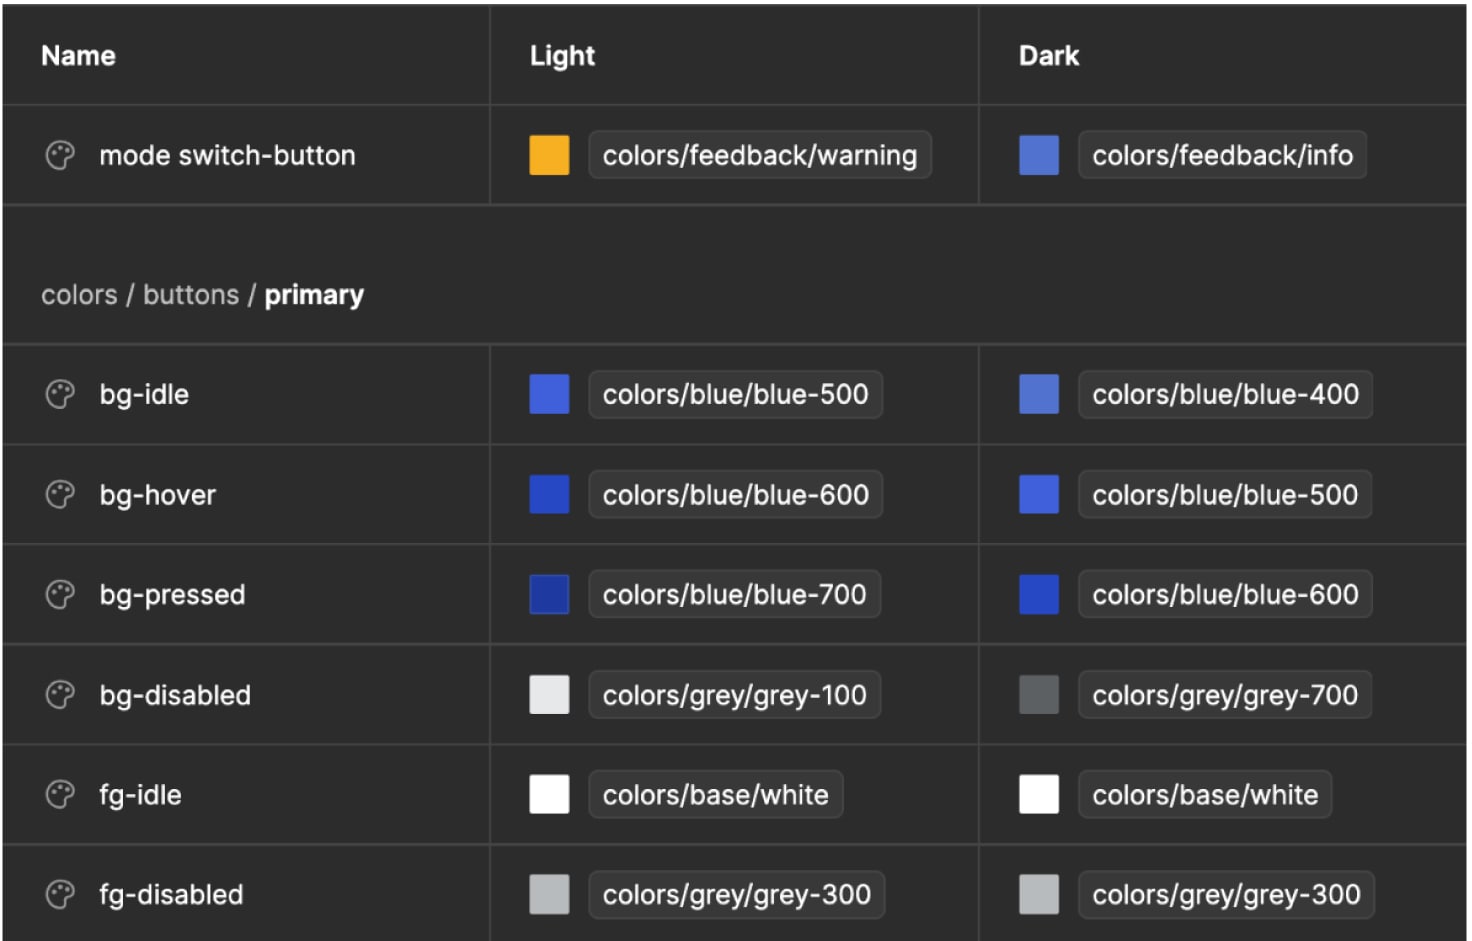 Name Light Dark
mode switch-button colors/feedback/warning colors/feedback/info
colors / buttons / primary
bg-idle colors/blue/blue-500 colors/blue/blue-400
bg-hover colors/blue/blue-600 colors/blue/blue-500
bg-pressed colors/blue/blue-700 colors/blue/blue-600
bg-disabled colors/grey/grey-100 colors/grey/grey-700
fg-idle colors/base/white colors/base/white
fg-disabled colors/grey/grey-300 colors/grey/grey-300